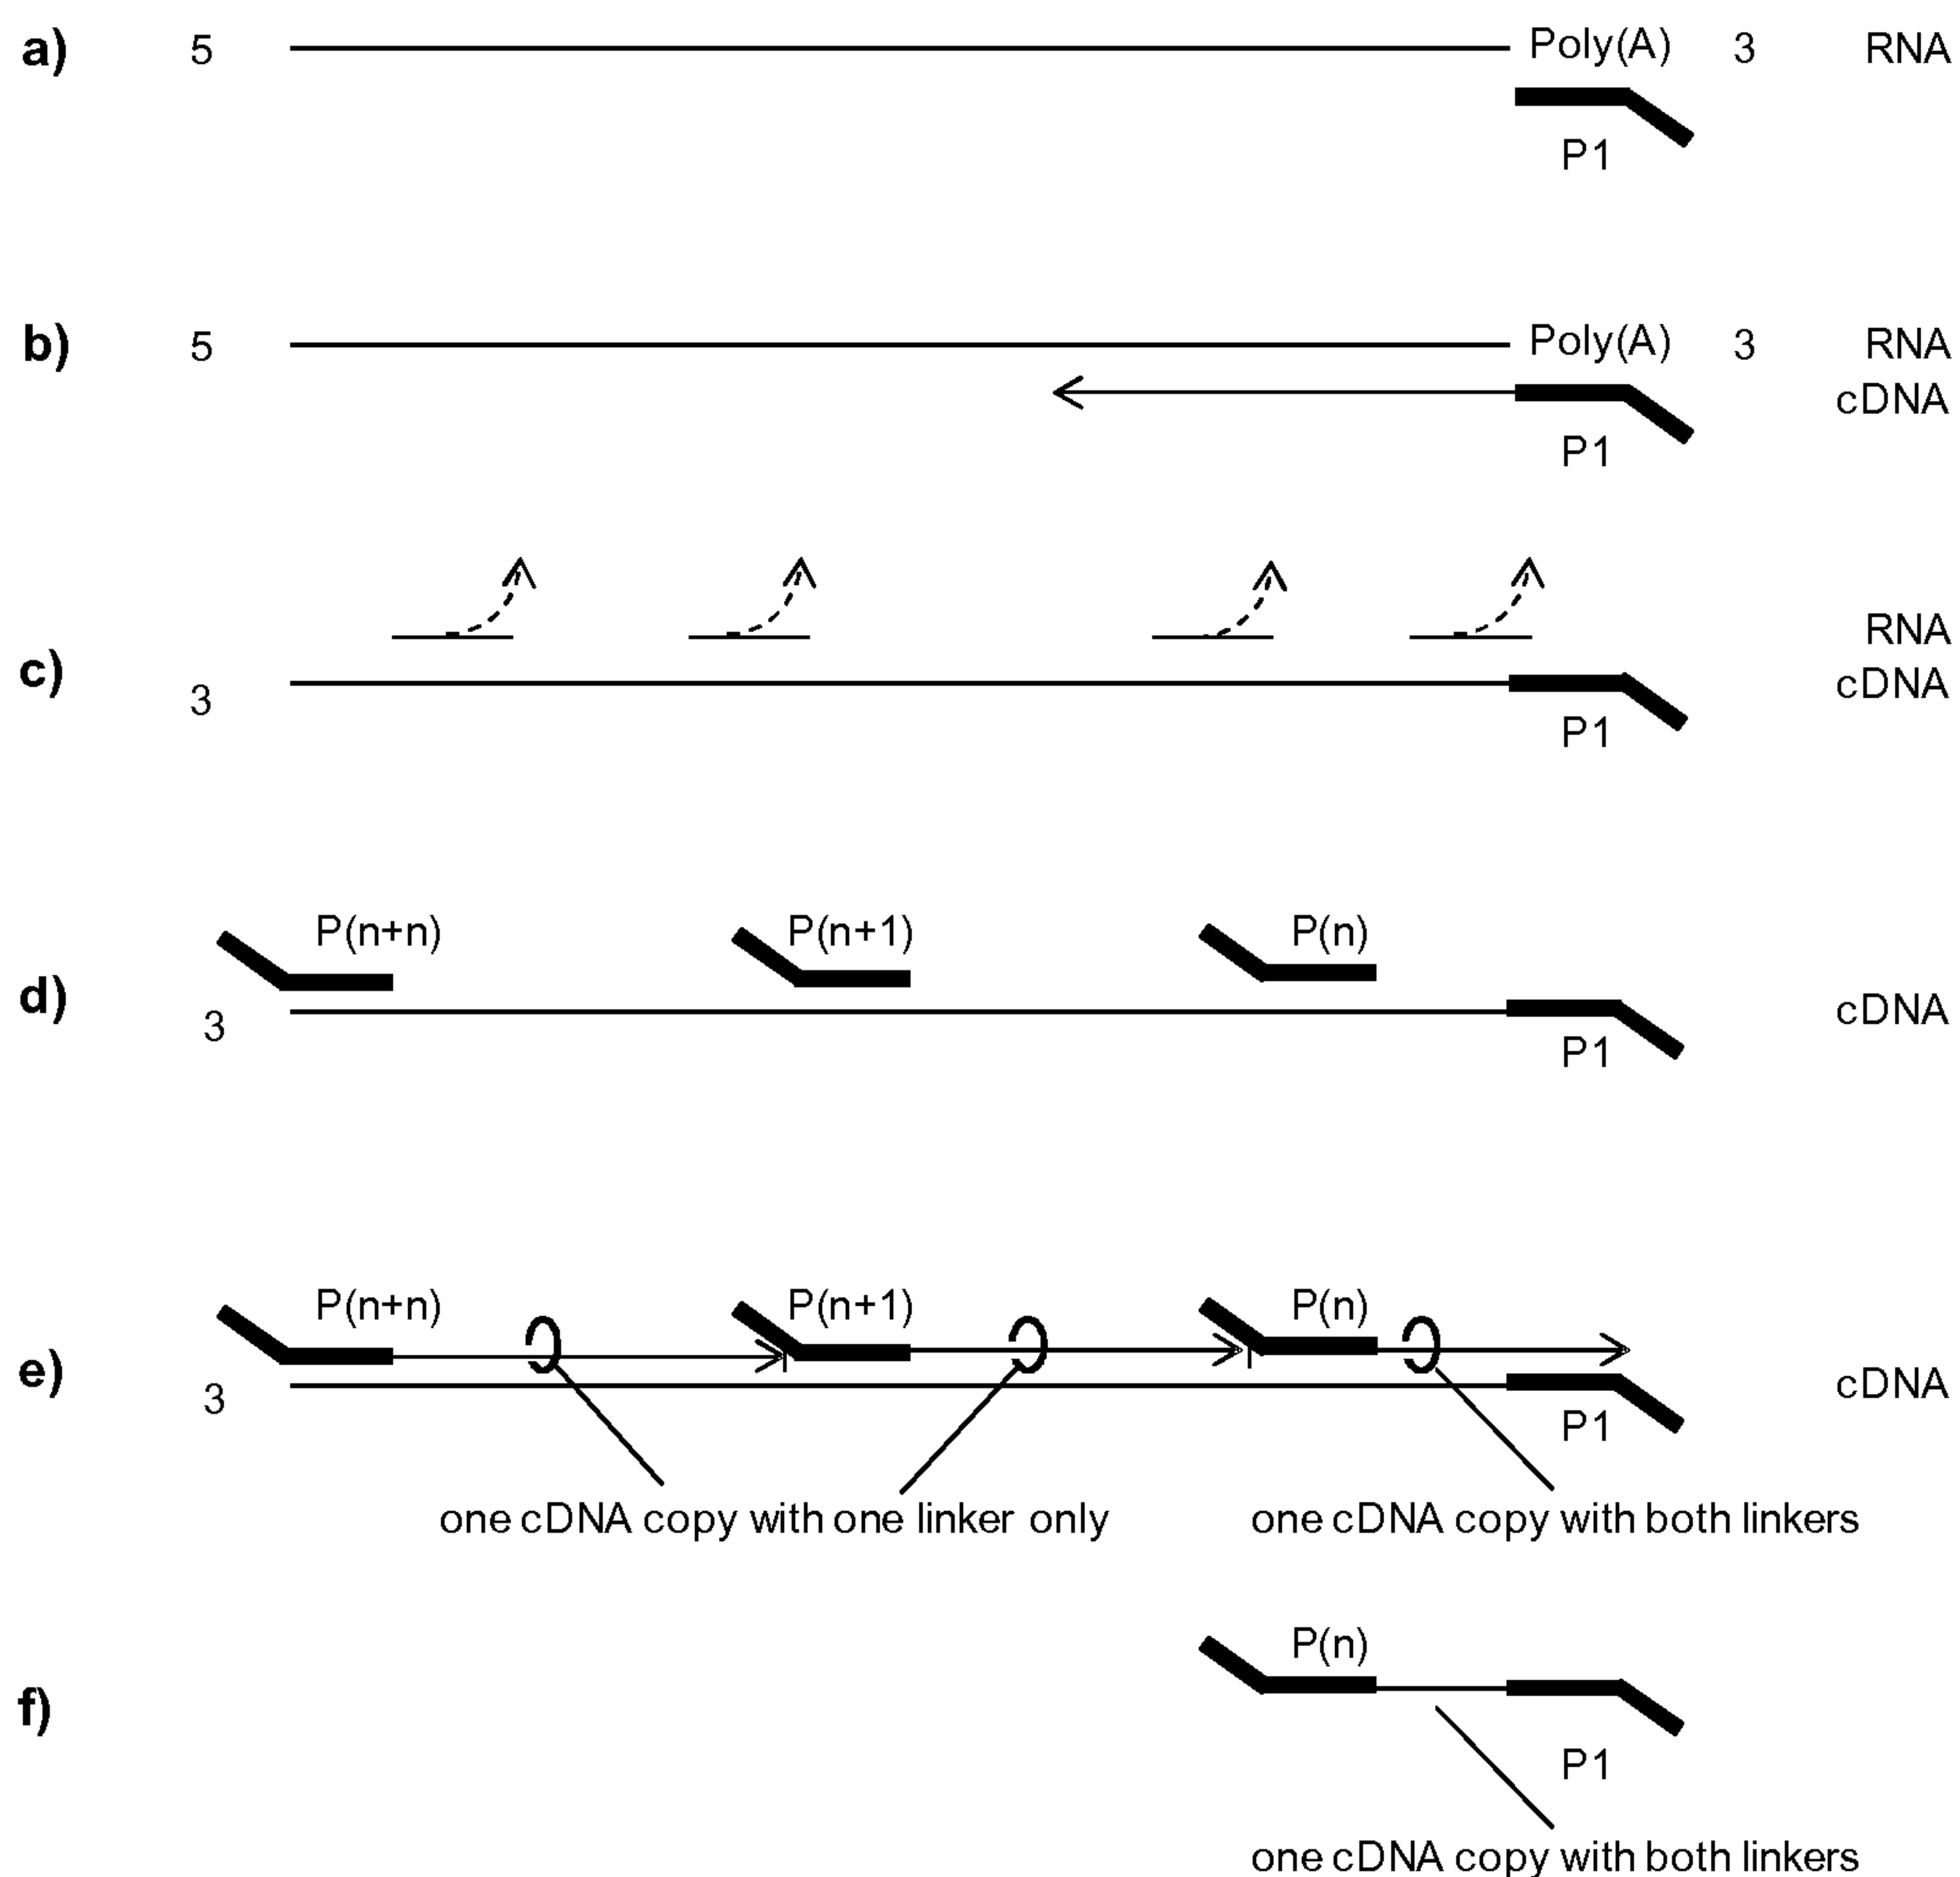 a) 5 Poly(A) 3 RNA
P1
b) 5 Poly(A) 3 RNA
cDNA
P1
RNA
c) 3 cDNA
P1
P(n+n) P(n+1) P(n)
d) 3 cDNA
P1
P(n+n) P(n+1) P(n)
e) 3 cDNA
P1
one cDNA copy with one linker only one cDNA copy with both linkers
P(n)
f)
P1
one cDNA copy with both linkers